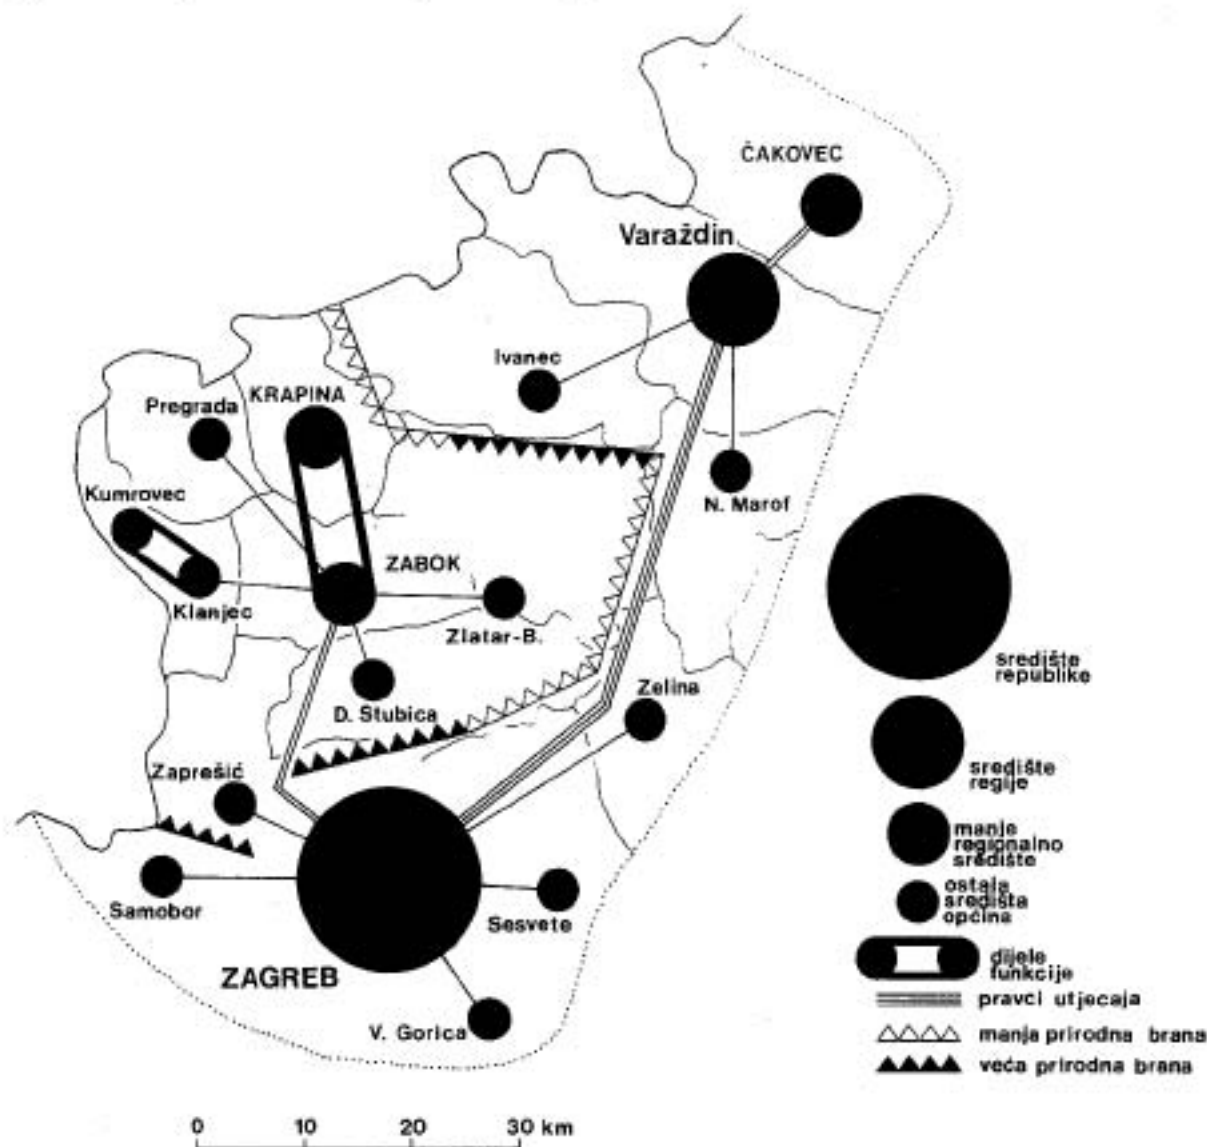 ČAKOVEC
Varaždin
Ivanec
KRAPINA
Pregrada
Kumrovec
N. Marof
ZABOK
Klanjec
Zlatar-B.
Zelina
D. Stubica
Zaprešić
Samobor
Sesvete
ZAGREB
V. Gorica
središte
republike
središte
regije
manje
regionalno
središte
ostala
središta
općina
dijele
funkcije
pravci utjecaja
manja prirodna brana
veća prirodna brana
0 10 20 30 km